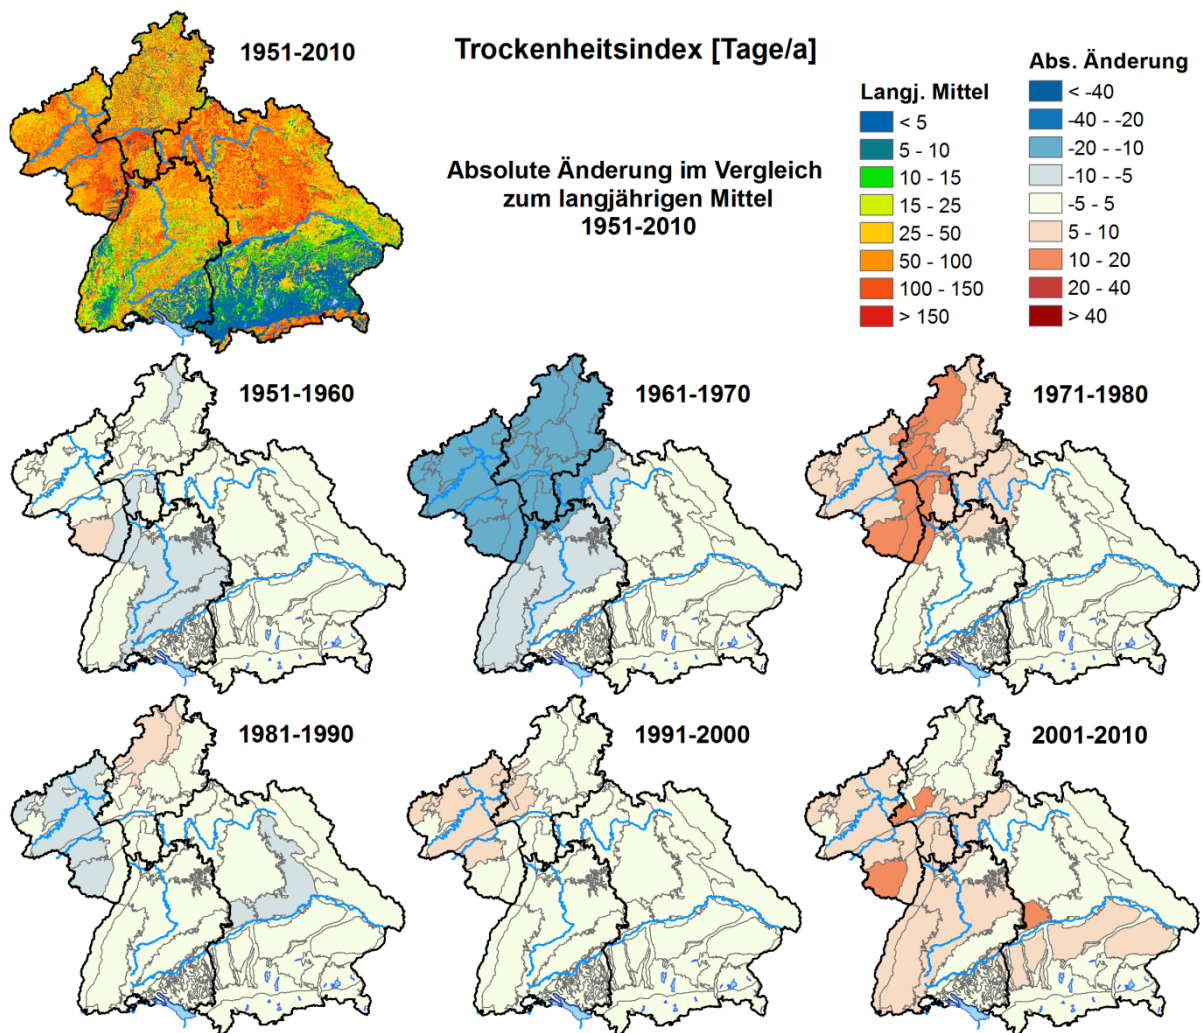 1951-2010
Trockenheitsindex [Tage/a]
Absolute Änderung im Vergleich
zum langjährigen Mittel
1951-2010
Langj. Mittel
< 5
5 - 10
10 - 15
15 - 25
25 - 50
50 - 100
100 - 150
> 150
Abs. Änderung
< -40
-40 - -20
-20 - -10
-10 - -5
-5 - 5
5 - 10
10 - 20
20 - 40
> 40
1951-1960
1961-1970
1971-1980
1981-1990
1991-2000
2001-2010